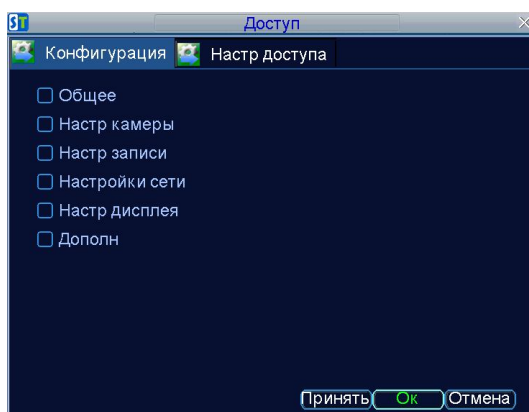 ST Доступ
Конфигурация Настр доступа
Общее
Настр камеры
Настр записи
Настройки сети
Настр дисплея
Дополн
Принять Ок Отмена